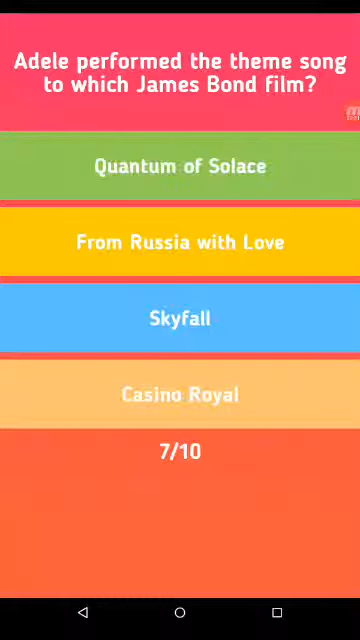 Adele performed the theme song
to which James Bond film?
Quantum of Solace
From Russia with Love
Skyfall
Casino Royal
7/10